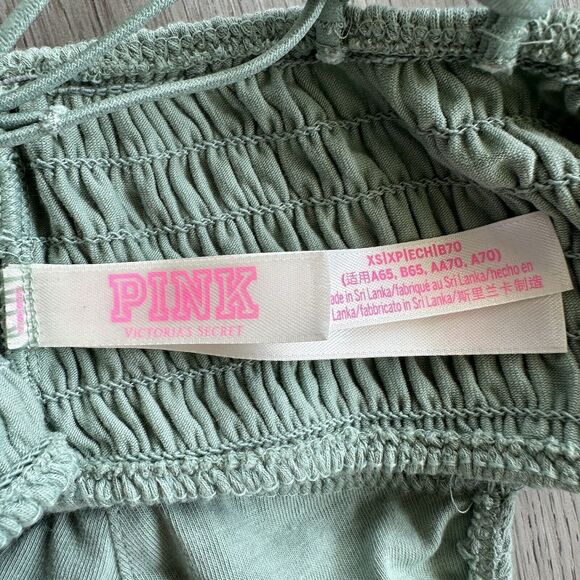 PINK
VICTORIA'S SECRET
XS|XP|ECH|B70
(适用A65, B65, AA70, A70)
ade in Sri Lanka/fabriqué au Sri Lanka/hecho en
Lanka/fabbricato in Sri Lanka/斯里兰卡制造